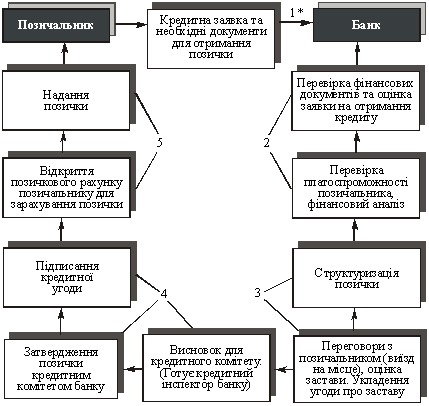 Позичальник
Кредитна заявка та
необхідні документи
для отримання
позички
1*
Банк
Надання
позички
Перевірка фінансових
документів та оцінка
заявки на отримання
кредиту
5
2
Відкриття
позичкового рахунку
позичальнику для
зарахування позички
Перевірка
платоспроможності
позичальника,
фінансовий аналіз
Підписання
кредитної
угоди
Структуризація
позички
4
3
Затвердження
позички
кредитним
комітетом банку
Висновок для
кредитного комітету.
(Готує кредитний
інспектор банку)
Переговори з
позичальником (виїзд
на місце), оцінка
застави. Укладення
угоди про заставу